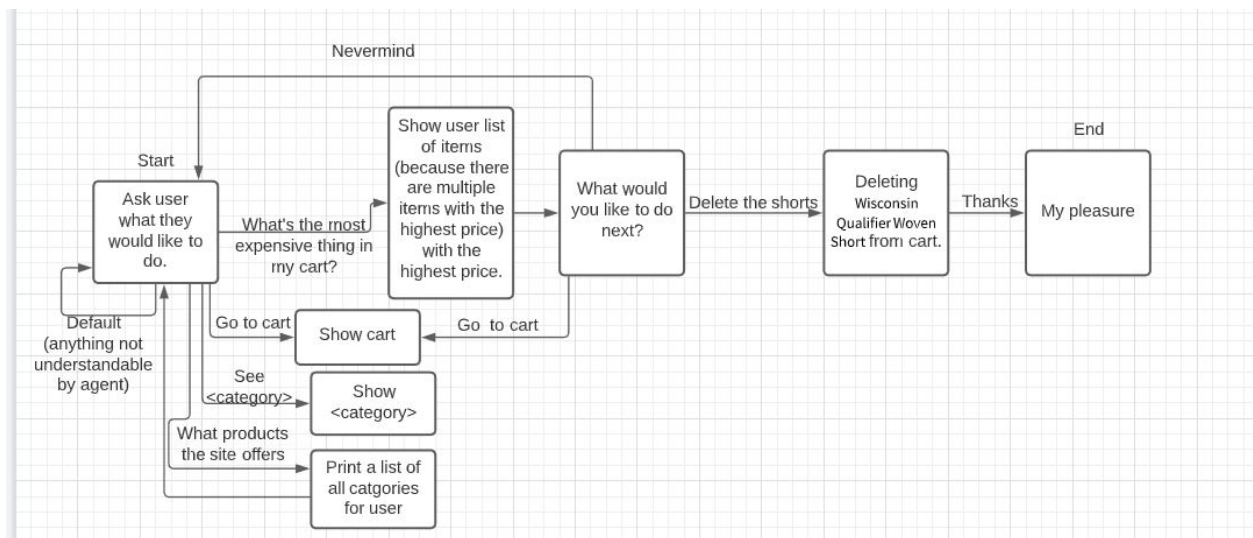 Nevermind
Start
Ask user
what they
would like to
do.
What's the most
expensive thing in
my cart?
Show user list
of items
(because there
are multiple
items with the
highest price)
with the
highest price.
What would
you like to do
next?
Delete the shorts
Deleting
Wisconsin
Qualifier Woven
Short from cart.
Thanks
End
My pleasure
Default
(anything not
understandable
by agent)
Go to cart
Show cart
Go to cart
See
<category>
Show
<category>
What products
the site offers
Print a list of
all catgories
for user